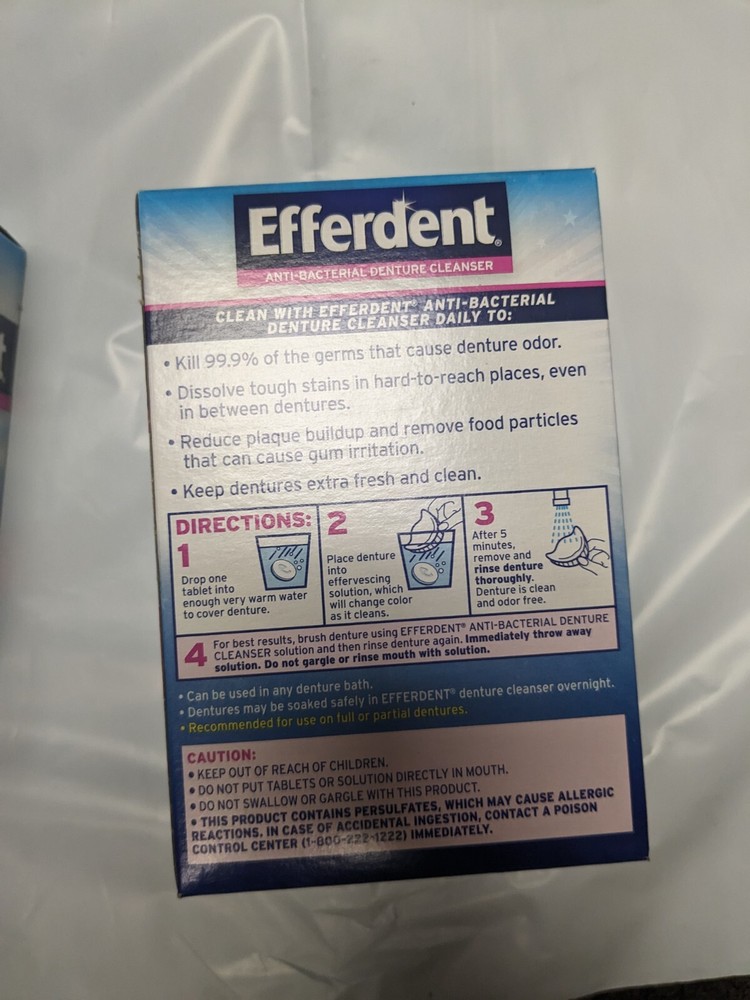 Efferdent®
ANTI-BACTERIAL DENTURE CLEANSER
CLEAN WITH EFFERDENT® ANTI-BACTERIAL
DENTURE CLEANSER DAILY TO:
• Kill 99.9% of the germs that cause denture odor.
• Dissolve tough stains in hard-to-reach places, even
in between dentures.
• Reduce plaque buildup and remove food particles
that can cause gum irritation.
• Keep dentures extra fresh and clean.
DIRECTIONS:
1
Drop one
tablet into
enough very warm water
to cover denture.
2
Place denture
into
effervescing
solution, which
will change color
as it cleans.
3
After 5
minutes,
remove and
rinse denture
thoroughly.
Denture is clean
and odor free.
4
For best results, brush denture using EFFERDENT® ANTI-BACTERIAL DENTURE
CLEANSER solution and then rinse denture again. Immediately throw away
solution. Do not gargle or rinse mouth with solution.
• Can be used in any denture bath.
• Dentures may be soaked safely in EFFERDENT® denture cleanser overnight.
• Recommended for use on full or partial dentures.
CAUTION:
• KEEP OUT OF REACH OF CHILDREN.
• DO NOT PUT TABLETS OR SOLUTION DIRECTLY IN MOUTH.
• DO NOT SWALLOW OR GARGLE WITH THIS PRODUCT.
• THIS PRODUCT CONTAINS PERSULFATES, WHICH MAY CAUSE ALLERGIC
REACTIONS. IN CASE OF ACCIDENTAL INGESTION, CONTACT A POISON
CONTROL CENTER (1-800-222-1222) IMMEDIATELY.
t